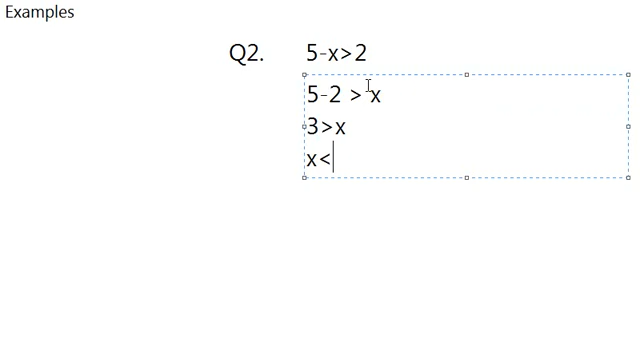 Examples
Q2. 5-x>2
5-2 > x
3>x
x<